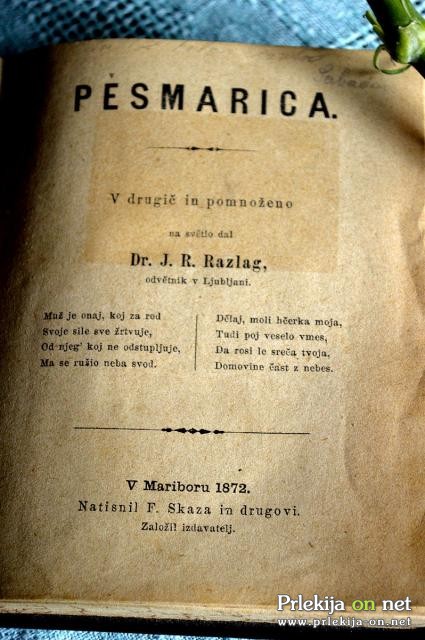 PĚSMARICA.
V drugič in pomnoženo
na světlo dal
Dr. J. R. Razlag,
odvětnik v Ljubljani.
Muž je onaj, koj za rod
Svoje sile sve žrtvuje,
Od njeg' koj ne odstupljuje,
Ma se rušio neba svod.
Dělaj, moli hčerka moja,
Tudi poj veselo vmes,
Da rosi le sreča tvoja,
Domovine čast z nebes.
V Mariboru 1872.
Natisnil F. Skaza in drugovi.
Založil izdavatelj.
Prlekija on net
www.prlekija-on.net